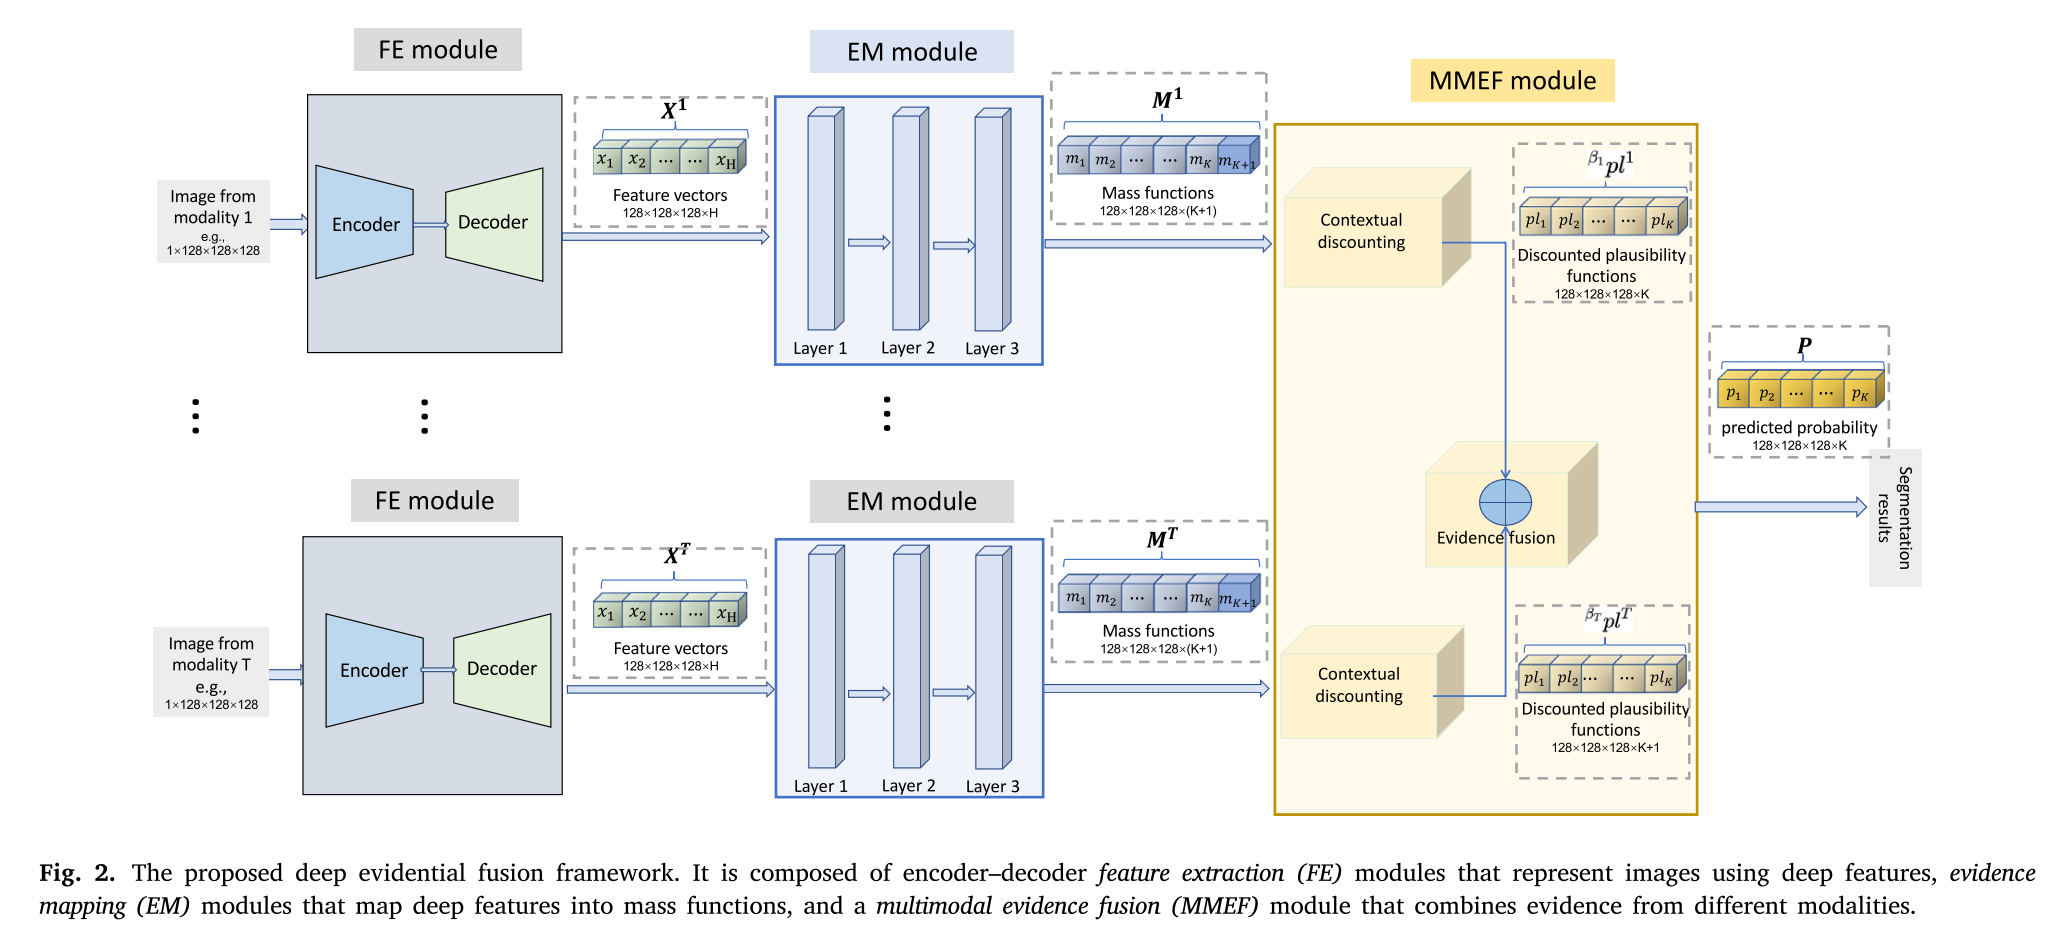 FE module
EM module
MMEF module
Image from
modality 1
e.g.,
1×128×128×128
Encoder
Decoder
X¹
x₁ x₂ ... ... x_H
Feature vectors
128×128×128×H
Layer 1
Layer 2
Layer 3
M¹
m₁ m₂ ... ... m_K m_{K+1}
Mass functions
128×128×128×(K+1)
Contextual
discounting
^{β₁}pl¹
pl₁ pl₂ ... ... pl_K
Discounted plausibility
functions
128×128×128×K
P
p₁ p₂ ... ... p_K
predicted probability
128×128×128×K
Segmentation
results
Evidence fusion
FE module
EM module
Image from
modality T
e.g.,
1×128×128×128
Encoder
Decoder
X^T
x₁ x₂ ... ... x_H
Feature vectors
128×128×128×H
Layer 1
Layer 2
Layer 3
M^T
m₁ m₂ ... ... m_K m_{K+1}
Mass functions
128×128×128×(K+1)
Contextual
discounting
^{β_T}pl^T
pl₁ pl₂ ... ... pl_K
Discounted plausibility
functions
128×128×128×K+1
Fig. 2. The proposed deep evidential fusion framework. It is composed of encoder–decoder feature extraction (FE) modules that represent images using deep features, evidence
mapping (EM) modules that map deep features into mass functions, and a multimodal evidence fusion (MMEF) module that combines evidence from different modalities.